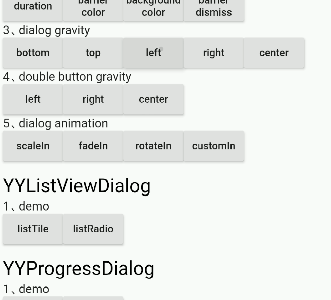 duration barrier color background color barrier dismiss
3、dialog gravity
bottom top left right center
4、double button gravity
left right center
5、dialog animation
scaleIn fadeIn rotateIn customIn
YYListViewDialog
1、demo
listTile listRadio
YYProgressDialog
1、demo